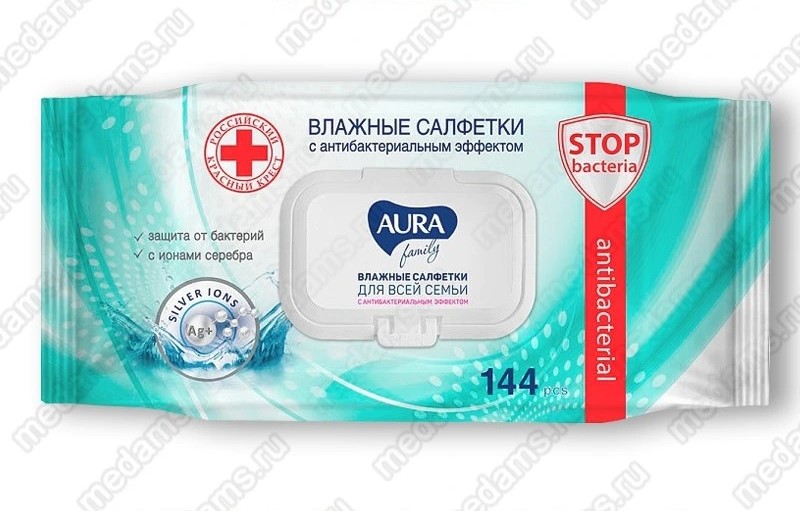 РОССИЙСКИЙ
КРАСНЫЙ КРЕСТ
ВЛАЖНЫЕ САЛФЕТКИ
с антибактериальным эффектом
STOP
bacteria
antibacterial
защита от бактерий
с ионами серебра
SILVER IONS
Ag+
AURA
family
ВЛАЖНЫЕ САЛФЕТКИ
ДЛЯ ВСЕЙ СЕМЬИ
С АНТИБАКТЕРИАЛЬНЫМ ЭФФЕКТОМ
144 pcs
medams.ru